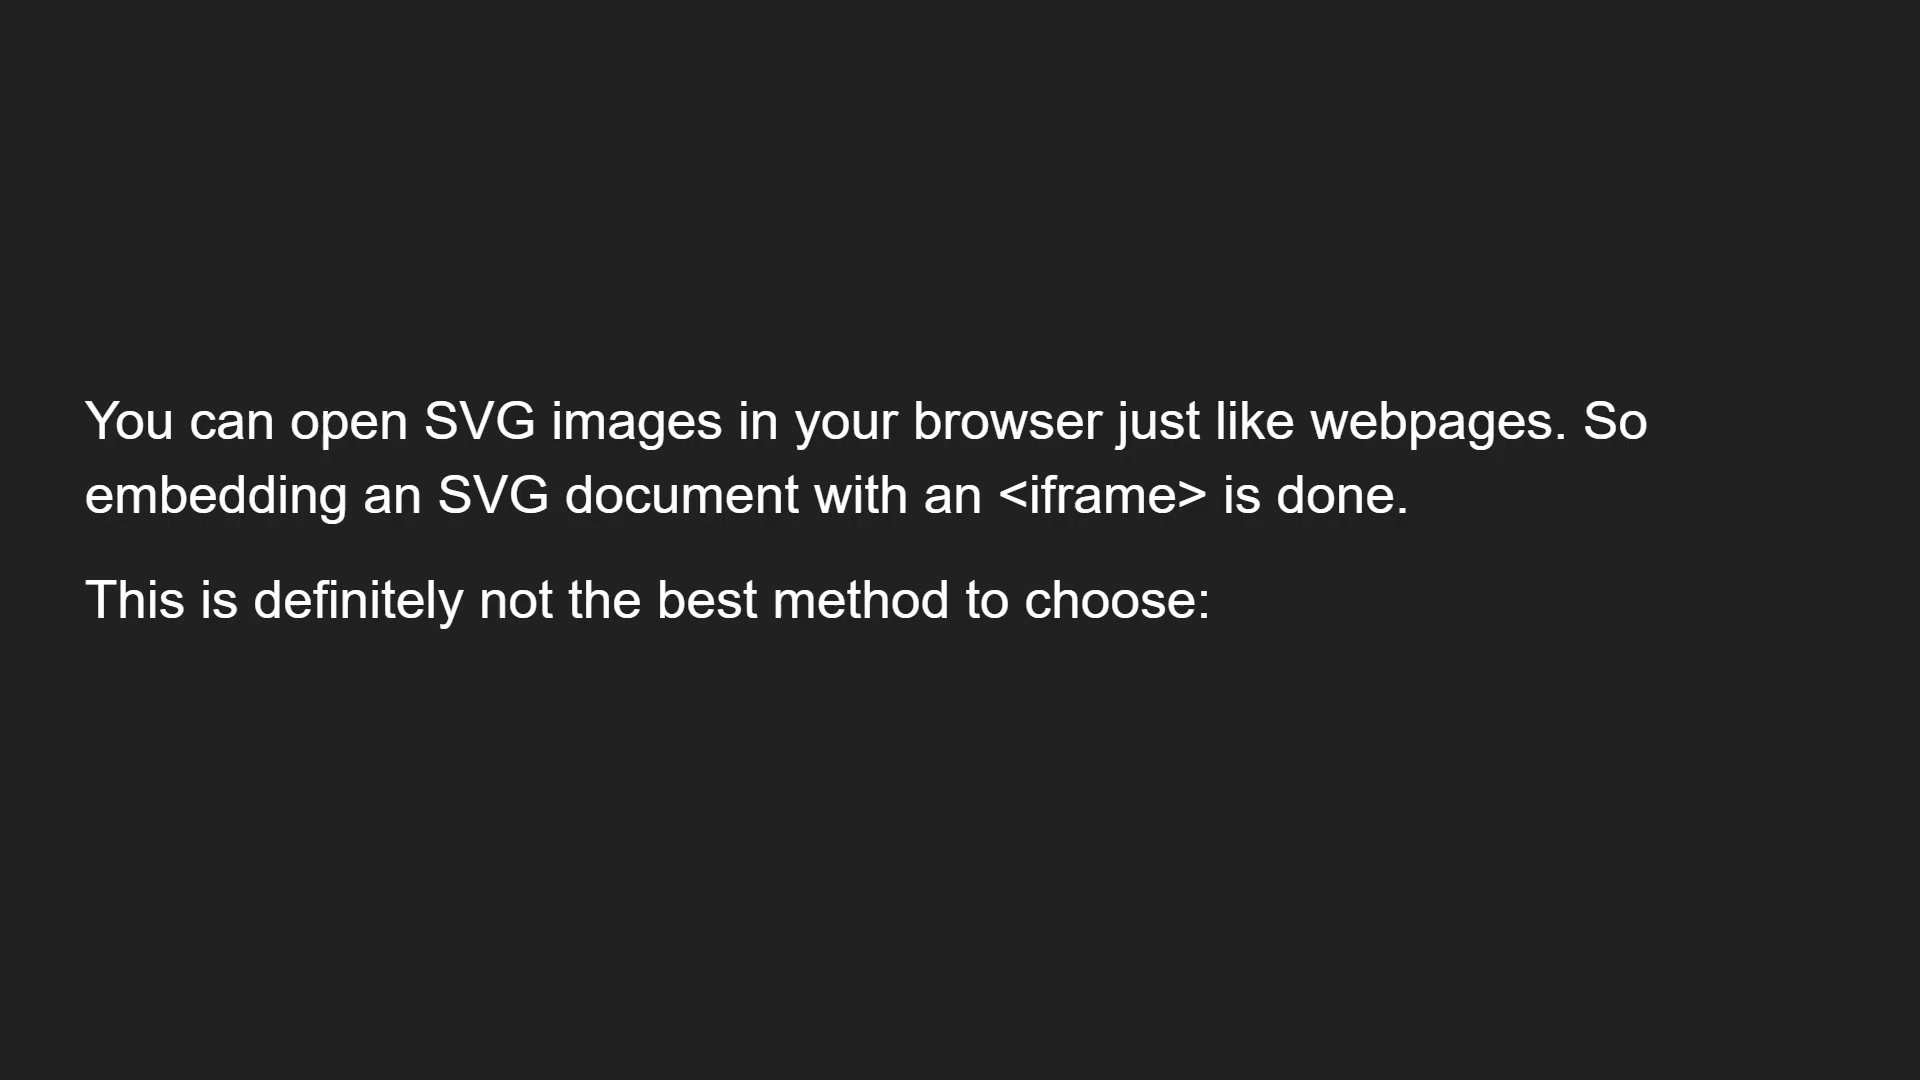 You can open SVG images in your browser just like webpages. So
embedding an SVG document with an <iframe> is done.
This is definitely not the best method to choose: